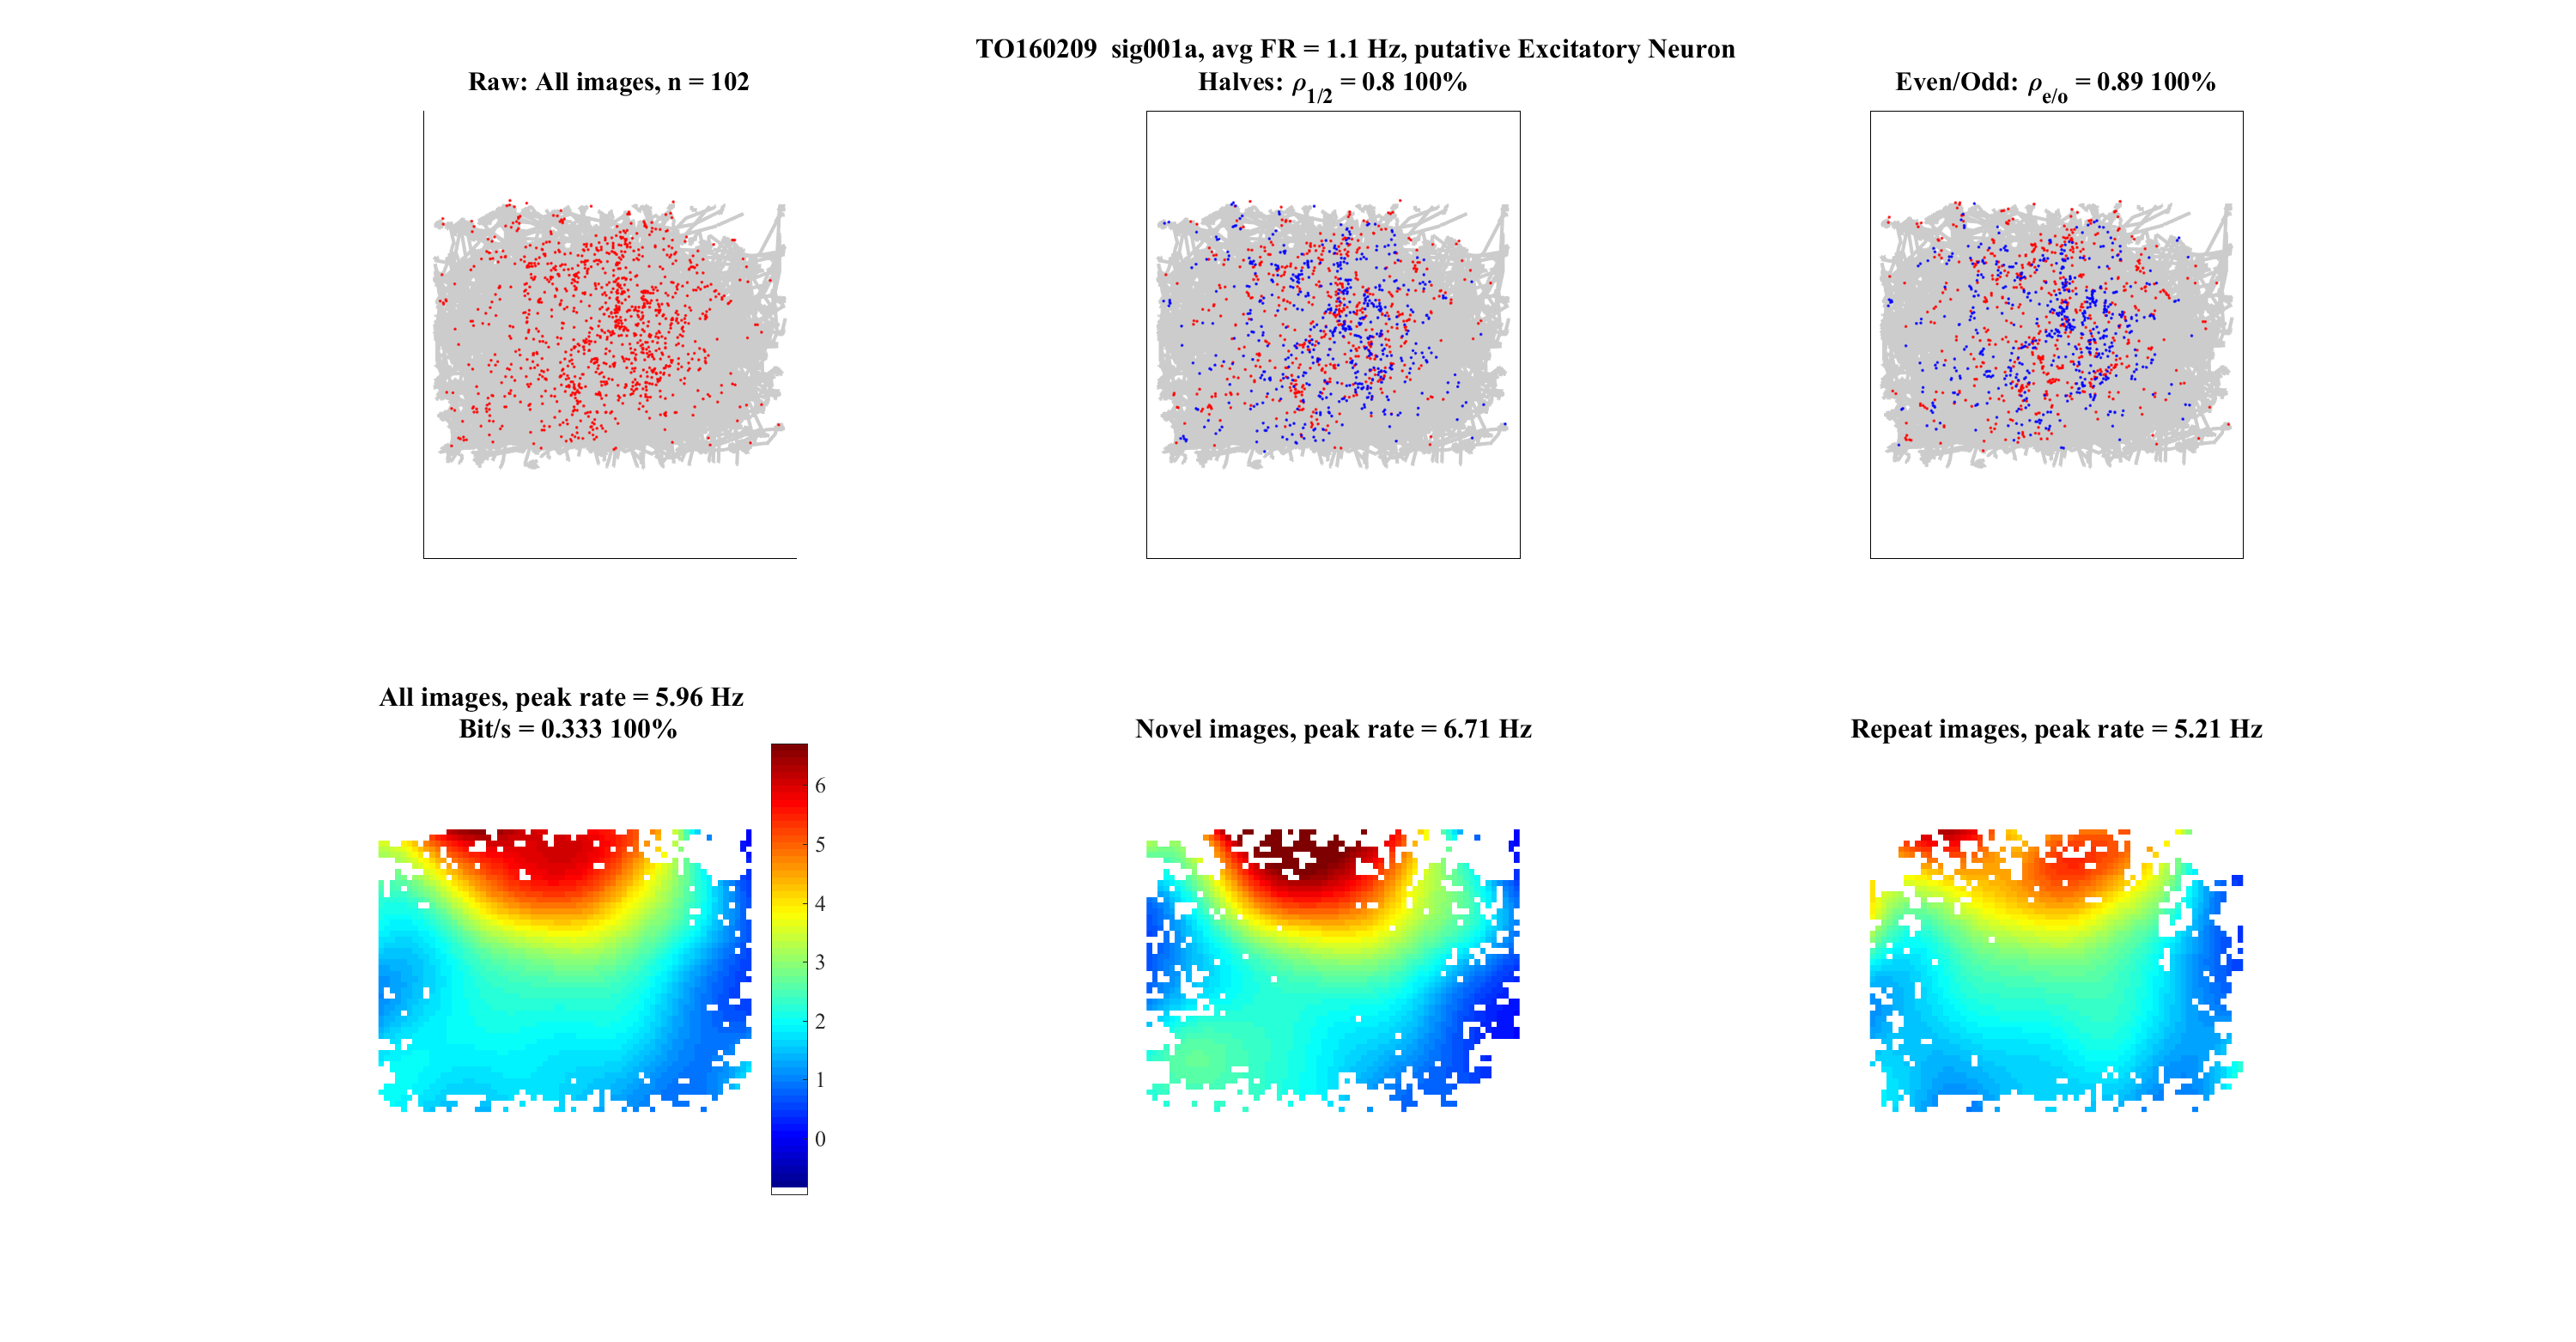 TO160209 sig001a, avg FR = 1.1 Hz, putative Excitatory Neuron
Raw: All images, n = 102
Halves: ρ1/2 = 0.8 100%
Even/Odd: ρe/o = 0.89 100%
All images, peak rate = 5.96 Hz
Bit/s = 0.333 100%
Novel images, peak rate = 6.71 Hz
Repeat images, peak rate = 5.21 Hz
6
5
4
3
2
1
0